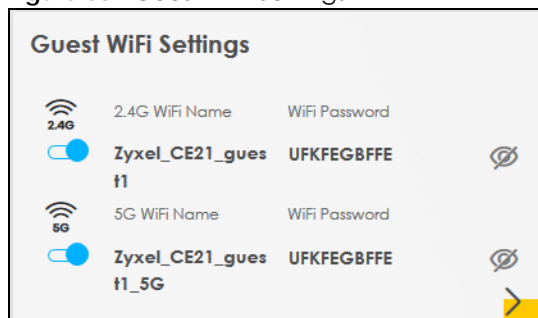 Guest WiFi Settings
2.4G
2.4G WiFi Name WiFi Password
Zyxel_CE21_gues UFKFEGBFFE
t1
5G
5G WiFi Name WiFi Password
Zyxel_CE21_gues UFKFEGBFFE
t1_5G